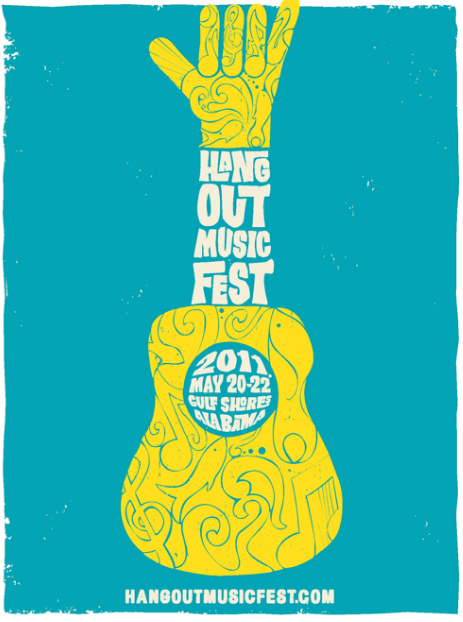 HANG
OUT
MUSIC
FEST
2011
MAY 20-22
GULF SHORES
ALABAMA
HANGOUTMUSICFEST.COM